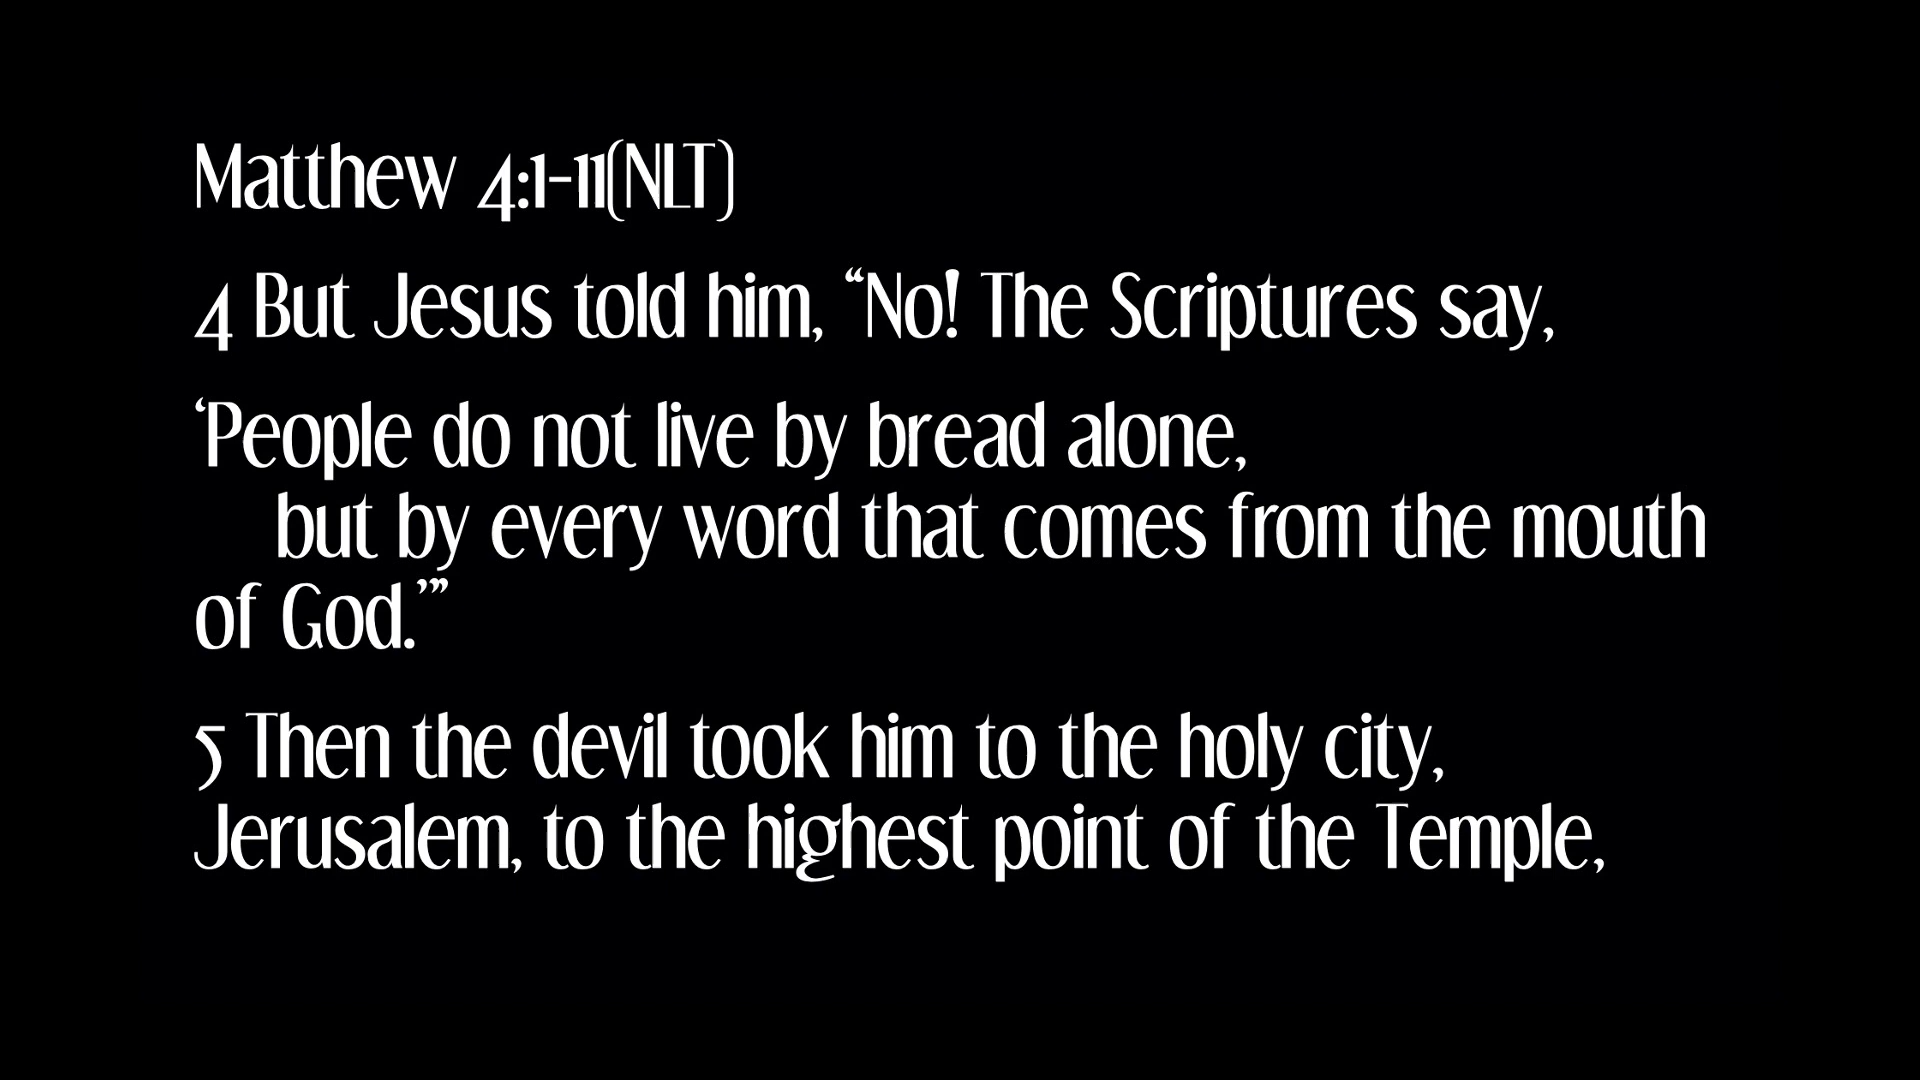 Matthew 4:1-11(NLT)
4 But Jesus told him, “No! The Scriptures say,
‘People do not live by bread alone,
but by every word that comes from the mouth
of God.’”
5 Then the devil took him to the holy city,
Jerusalem, to the highest point of the Temple,